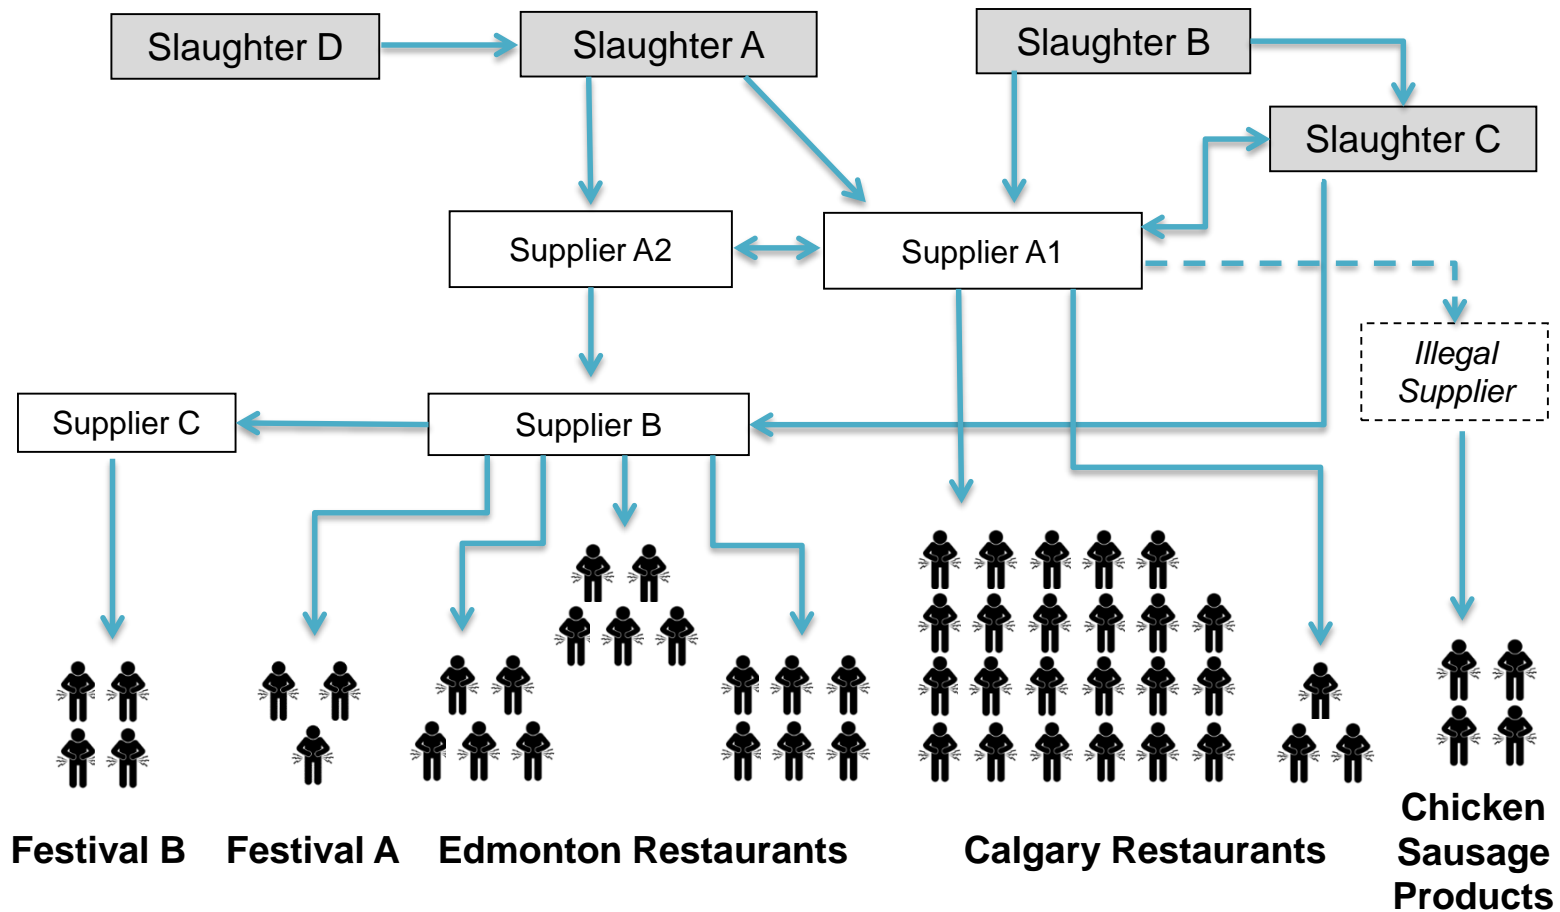 Slaughter D
Slaughter A
Slaughter B
Slaughter C
Supplier A2
Supplier A1
Illegal
Supplier
Supplier C
Supplier B
Festival B
Festival A
Edmonton Restaurants
Calgary Restaurants
Chicken
Sausage
Products